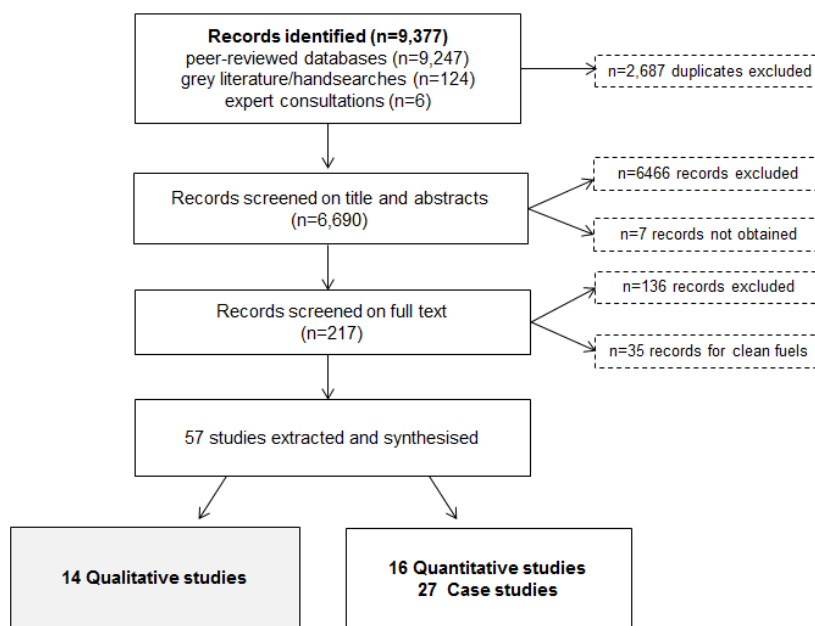 Records identified (n=9,377)
peer-reviewed databases (n=9,247)
grey literature/handsearches (n=124)
expert consultations (n=6)
n=2,687 duplicates excluded
Records screened on title and abstracts
(n=6,690)
n=6466 records excluded
n=7 records not obtained
Records screened on full text
(n=217)
n=136 records excluded
n=35 records for clean fuels
57 studies extracted and synthesised
14 Qualitative studies
16 Quantitative studies
27 Case studies